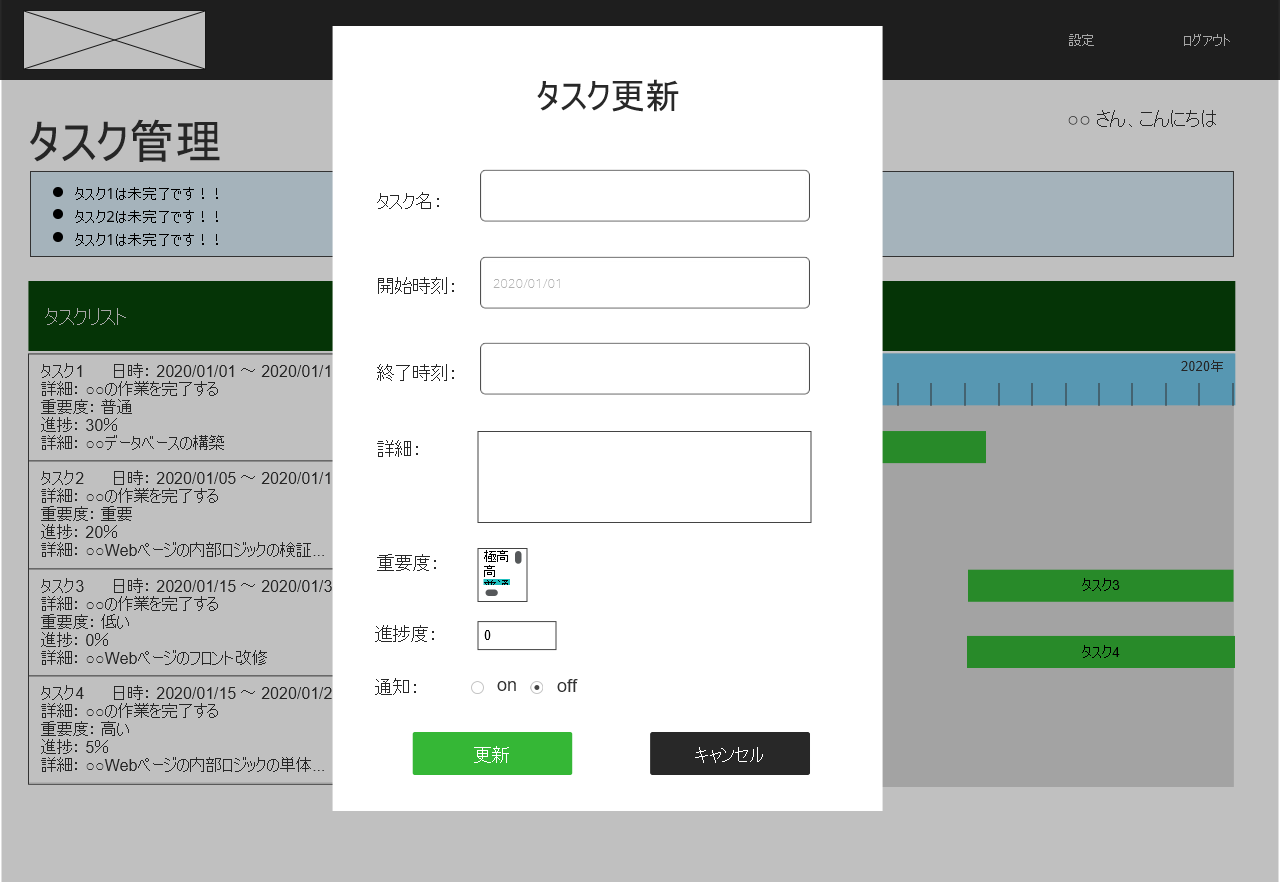 設定
ログアウト
○○ さん、こんにちは
タスク管理
タスク1は未完了です！！
タスク2は未完了です！！
タスク1は未完了です！！
タスクリスト
タスク1 日時: 2020/01/01 ～ 2020/01/1
詳細: ○○の作業を完了する
重要度: 普通
進捗: 30%
詳細: ○○データベースの構築
タスク2 日時: 2020/01/05 ～ 2020/01/1
詳細: ○○の作業を完了する
重要度: 重要
進捗: 20%
詳細: ○○Webページの内部ロジックの検証...
タスク3 日時: 2020/01/15 ～ 2020/01/3
詳細: ○○の作業を完了する
重要度: 低い
進捗: 0%
詳細: ○○Webページのフロント改修
タスク4 日時: 2020/01/15 ～ 2020/01/2
詳細: ○○の作業を完了する
重要度: 高い
進捗: 5%
詳細: ○○Webページの内部ロジックの単体...
タスク更新
タスク名:
開始時刻: 2020/01/01
終了時刻:
詳細:
重要度: 極高
高
普通
進捗度: 0
通知: on off
更新 キャンセル
2020年
タスク3
タスク4